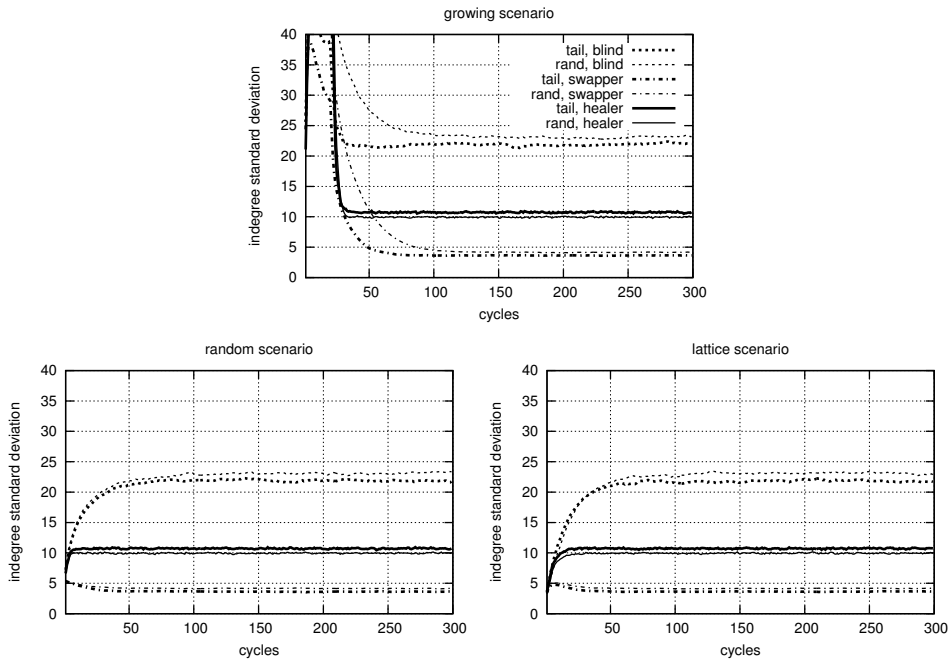 growing scenario
indegree standard deviation
40
35
30
25
20
15
10
5
0
tail, blind
rand, blind
tail, swapper
rand, swapper
tail, healer
rand, healer
50 100 150 200 250 300
cycles
random scenario
indegree standard deviation
40
35
30
25
20
15
10
5
0
50 100 150 200 250 300
cycles
lattice scenario
indegree standard deviation
40
35
30
25
20
15
10
5
0
50 100 150 200 250 300
cycles